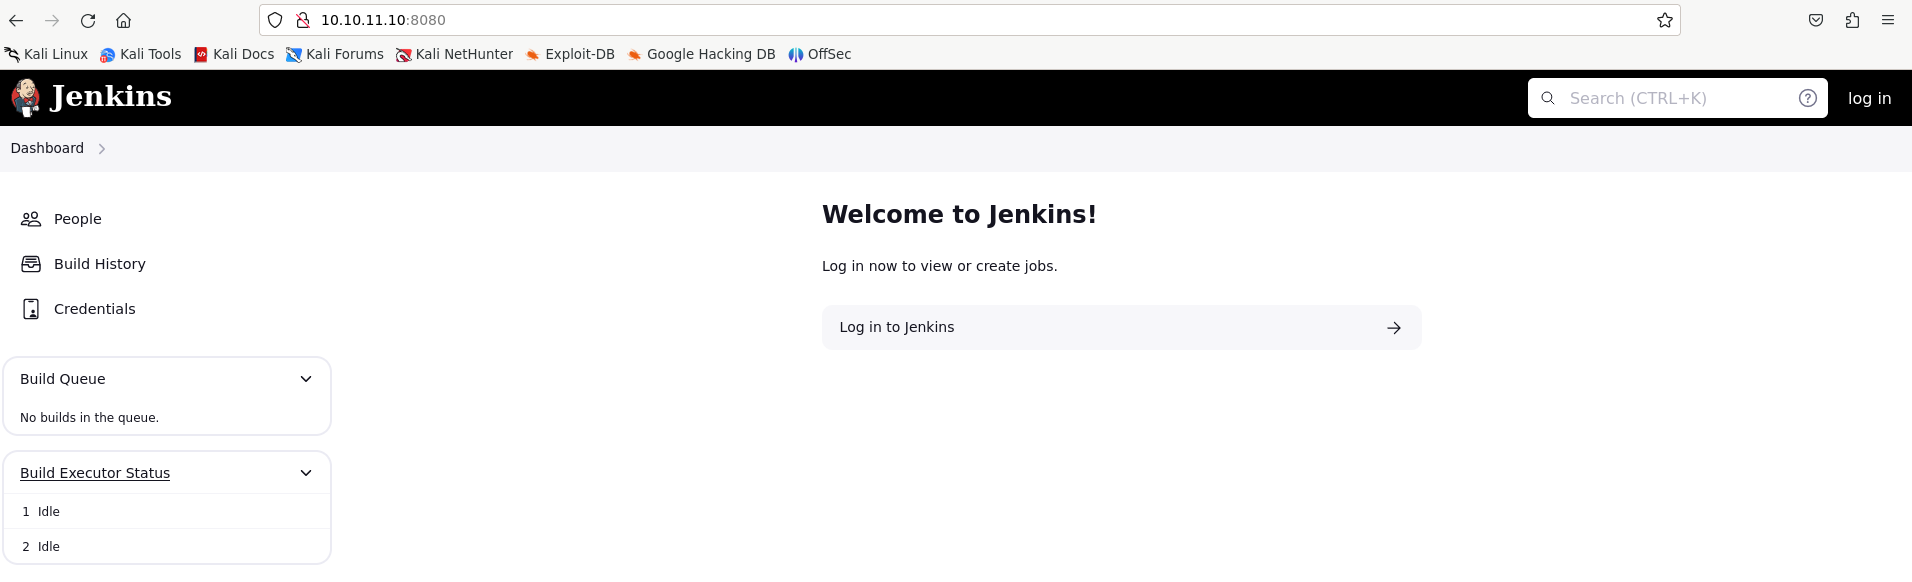 10.10.11.10:8080
Kali Linux Kali Tools Kali Docs Kali Forums Kali NetHunter Exploit-DB Google Hacking DB OffSec
Jenkins Search (CTRL+K) ? log in
Dashboard
People
Build History
Credentials
Build Queue
No builds in the queue.
Build Executor Status
1 Idle
2 Idle
Welcome to Jenkins!
Log in now to view or create jobs.
Log in to Jenkins